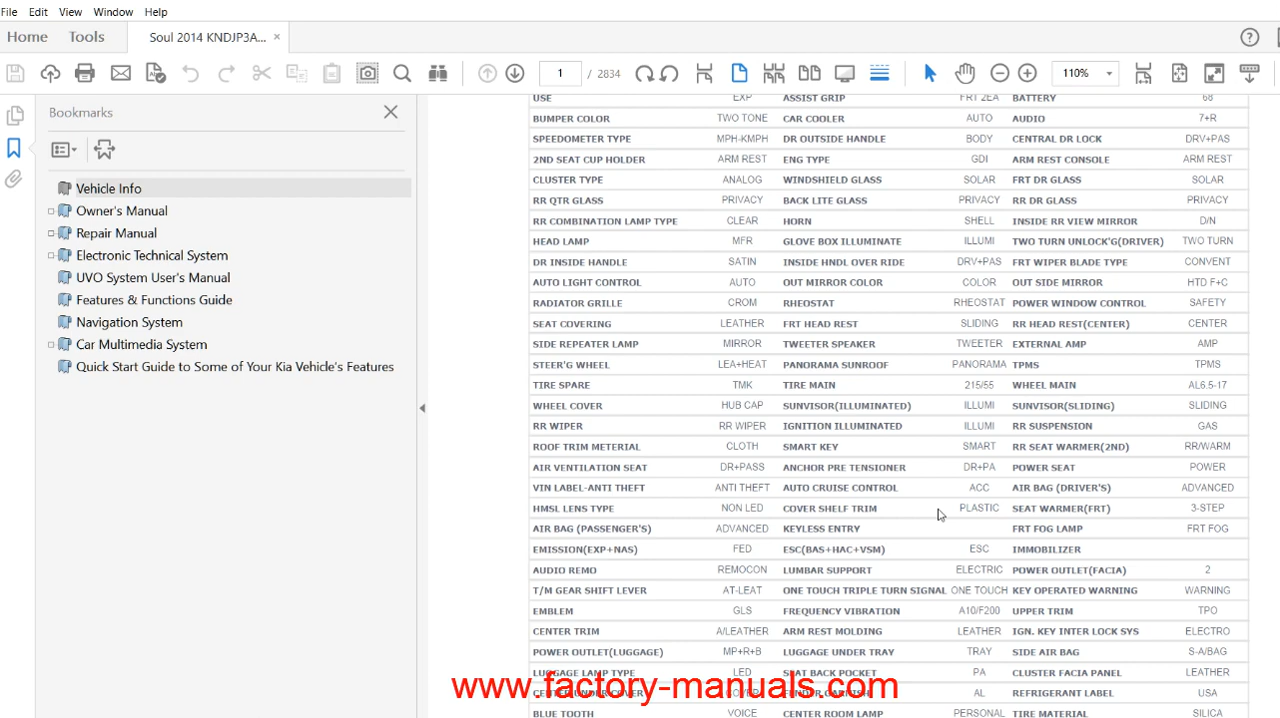 File Edit View Window Help
Home Tools Soul 2014 KNDJP3A... ×
1 / 2834 110%
Bookmarks
Vehicle Info
Owner's Manual
Repair Manual
Electronic Technical System
UVO System User's Manual
Features & Functions Guide
Navigation System
Car Multimedia System
Quick Start Guide to Some of Your Kia Vehicle's Features
USE EXP ASSIST GRIP FRT 2EA BATTERY 68
BUMPER COLOR TWO TONE CAR COOLER AUTO AUDIO 7+R
SPEEDOMETER TYPE MPH-KMPH DR OUTSIDE HANDLE BODY CENTRAL DR LOCK DRV+PAS
2ND SEAT CUP HOLDER ARM REST ENG TYPE GDI ARM REST CONSOLE ARM REST
CLUSTER TYPE ANALOG WINDSHIELD GLASS SOLAR FRT DR GLASS SOLAR
RR QTR GLASS PRIVACY BACK LITE GLASS PRIVACY RR DR GLASS PRIVACY
RR COMBINATION LAMP TYPE CLEAR HORN SHELL INSIDE RR VIEW MIRROR D/N
HEAD LAMP MFR GLOVE BOX ILLUMINATE ILLUMI TWO TURN UNLOCK'G(DRIVER) TWO TURN
DR INSIDE HANDLE SATIN INSIDE HNDL OVER RIDE DRV+PAS FRT WIPER BLADE TYPE CONVENT
AUTO LIGHT CONTROL AUTO OUT MIRROR COLOR COLOR OUT SIDE MIRROR HTD F+C
RADIATOR GRILLE CROM RHEOSTAT RHEOSTAT POWER WINDOW CONTROL SAFETY
SEAT COVERING LEATHER FRT HEAD REST SLIDING RR HEAD REST(CENTER) CENTER
SIDE REPEATER LAMP MIRROR TWEETER SPEAKER TWEETER EXTERNAL AMP AMP
STEER'G WHEEL LEA+HEAT PANORAMA SUNROOF PANORAMA TPMS TPMS
TIRE SPARE TMK TIRE MAIN 215/55 WHEEL MAIN AL6.5-17
WHEEL COVER HUB CAP SUNVISOR(ILLUMINATED) ILLUMI SUNVISOR(SLIDING) SLIDING
RR WIPER RR WIPER IGNITION ILLUMINATED ILLUMI RR SUSPENSION GAS
ROOF TRIM METERIAL CLOTH SMART KEY SMART RR SEAT WARMER(2ND) RR/WARM
AIR VENTILATION SEAT DR+PASS ANCHOR PRE TENSIONER DR+PA POWER SEAT POWER
VIN LABEL-ANTI THEFT ANTI THEFT AUTO CRUISE CONTROL ACC AIR BAG (DRIVER'S) ADVANCED
HMSL LENS TYPE NON LED COVER SHELF TRIM PLASTIC SEAT WARMER(FRT) 3-STEP
AIR BAG (PASSENGER'S) ADVANCED KEYLESS ENTRY FRT FOG LAMP FRT FOG
EMISSION(EXP+NAS) FED ESC(BAS+HAC+VSM) ESC IMMOBILIZER
AUDIO REMO REMOCON LUMBAR SUPPORT ELECTRIC POWER OUTLET(FACIA) 2
T/M GEAR SHIFT LEVER AT-LEAT ONE TOUCH TRIPLE TURN SIGNAL ONE TOUCH KEY OPERATED WARNING WARNING
EMBLEM GLS FREQUENCY VIBRATION A10/F200 UPPER TRIM TPO
CENTER TRIM A/LEATHER ARM REST MOLDING LEATHER IGN. KEY INTER LOCK SYS ELECTRO
POWER OUTLET(LUGGAGE) MP+R+B LUGGAGE UNDER TRAY TRAY SIDE AIR BAG S-A/BAG
LUGGAGE LAMP TYPE LED SEAT BACK POCKET PA CLUSTER FACIA PANEL LEATHER
www.factory-manuals.com
CENTER UNDER COVER COVER AL REFRIGERANT LABEL USA
BLUE TOOTH VOICE CENTER ROOM LAMP PERSONAL TIRE MATERIAL SILICA